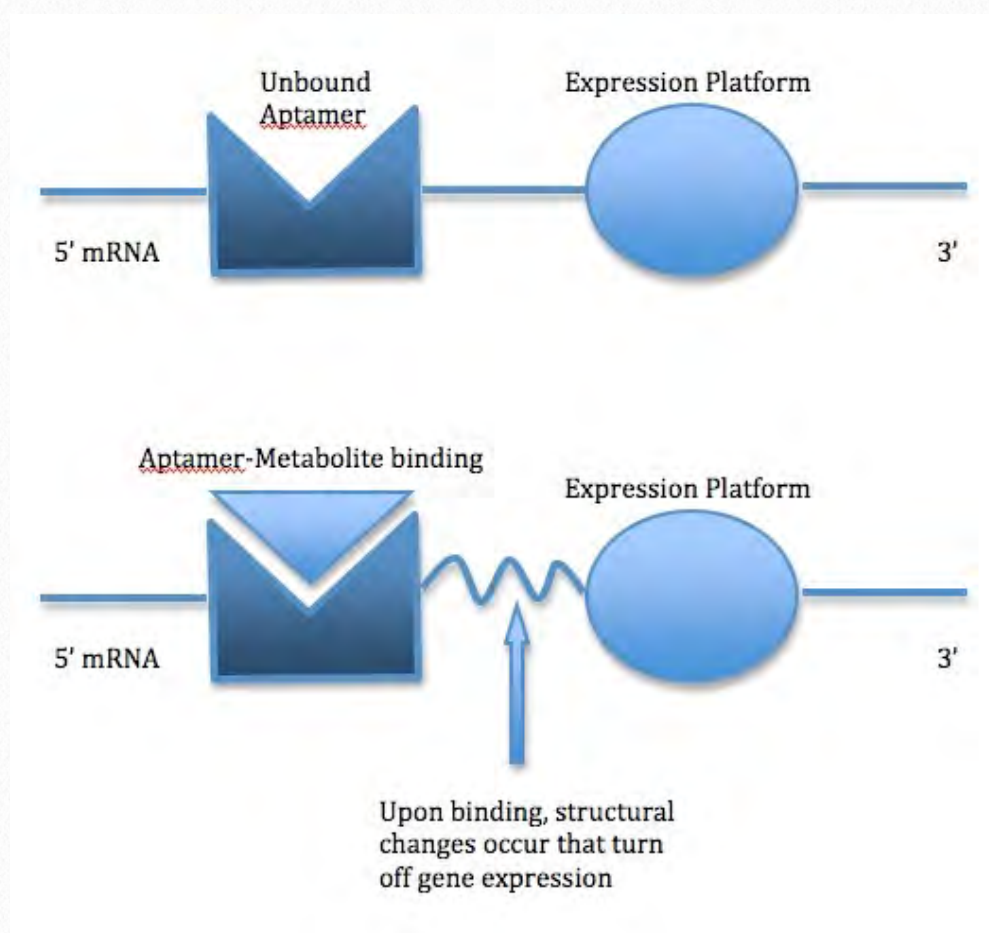 Unbound
Aptamer
Expression Platform
5' mRNA
3'
Aptamer-Metabolite binding
Expression Platform
5' mRNA
3'
Upon binding, structural
changes occur that turn
off gene expression